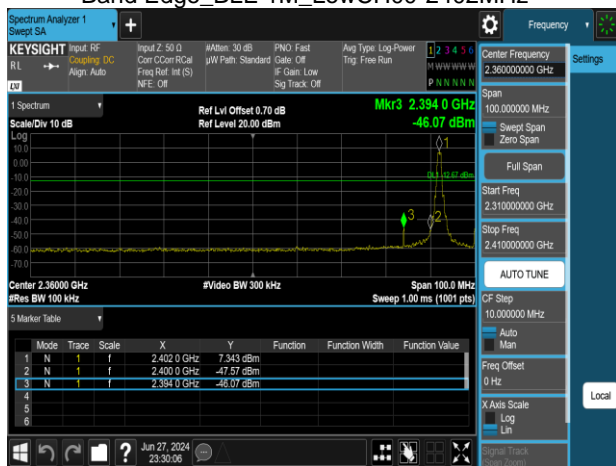 Band Edge_BLE 1M_LowCH00-2402MHz
Spectrum Analyzer 1
Swept SA
Frequency
KEYSIGHT
RL
LXI
Input: RF
Coupling: DC
Align: Auto
Input Z: 50 Ω
Corr CCorr RCal
Freq Ref: Int (S)
NFE: Off
#Atten: 30 dB
µW Path: Standard
PNO: Fast
Gate: Off
IF Gain: Low
Sig Track: Off
Avg Type: Log-Power
Trig: Free Run
1 2 3 4 5 6
M W W W W W
P N N N N N
1 Spectrum
Scale/Div 10 dB
Ref Lvl Offset 0.70 dB
Ref Level 20.00 dBm
Mkr3 2.394 0 GHz
-46.07 dBm
Log
10.0
0.00
-10.0
-20.0
-30.0
-40.0
-50.0
-60.0
-70.0
1
DL1 -12.67 dBm
3
2
Center 2.36000 GHz
#Res BW 100 kHz
#Video BW 300 kHz
Span 100.0 MHz
Sweep 1.00 ms (1001 pts)
5 Marker Table
Mode Trace Scale X Y Function Function Width Function Value
1 N 1 f 2.402 0 GHz 7.343 dBm
2 N 1 f 2.400 0 GHz -47.57 dBm
3 N 1 f 2.394 0 GHz -46.07 dBm
4
5
6
Jun 27, 2024
23:30:06
Center Frequency
2.360000000 GHz
Settings
Span
100.000000 MHz
Swept Span
Zero Span
Full Span
Start Freq
2.310000000 GHz
Stop Freq
2.410000000 GHz
AUTO TUNE
CF Step
10.000000 MHz
Auto
Man
Freq Offset
0 Hz
X Axis Scale
Log
Lin
Local
Signal Track
(Span Zoom)